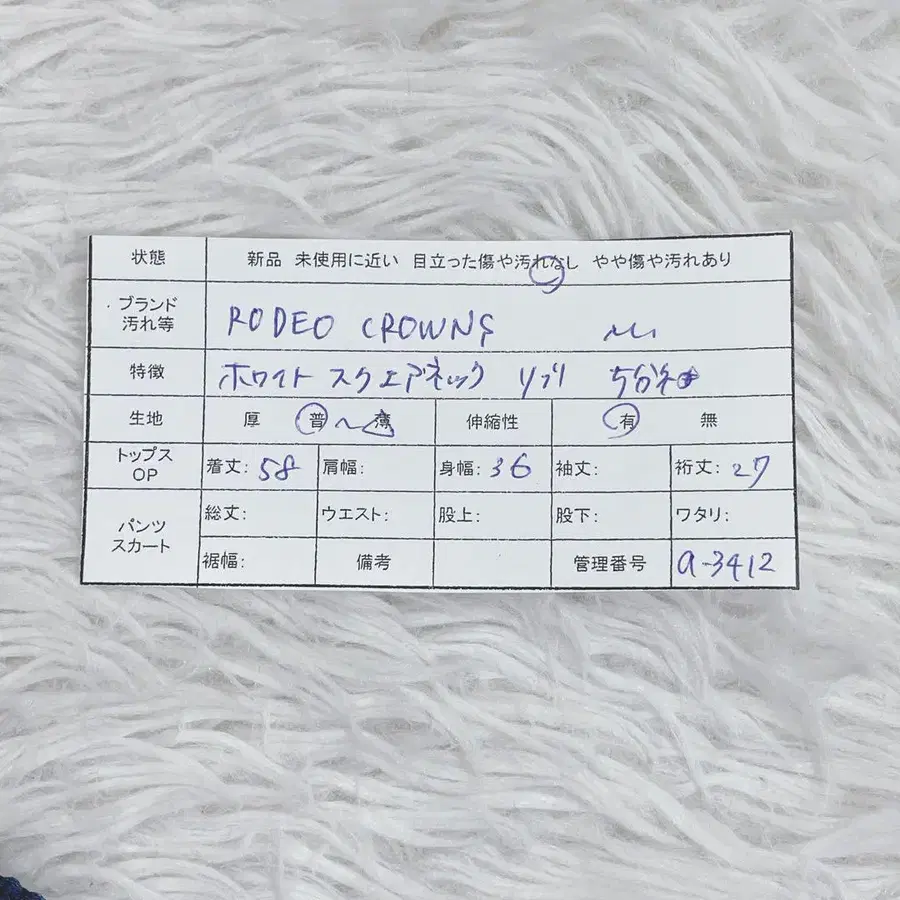 状態 新品 未使用に近い 目立った傷や汚れなし やや傷や汚れあり
ブランド
汚れ等
RODEO CROWNS
特徴 ホワイト スクエアネック リブ 5分
生地 厚 普 〜 薄 伸縮性 有 無
トップス
OP
着丈: 58 肩幅: 身幅: 36 袖丈: 裄丈: 27
パンツ
スカート
総丈: ウエスト: 股上: 股下: ワタリ:
裾幅: 備考 管理番号 a-3412